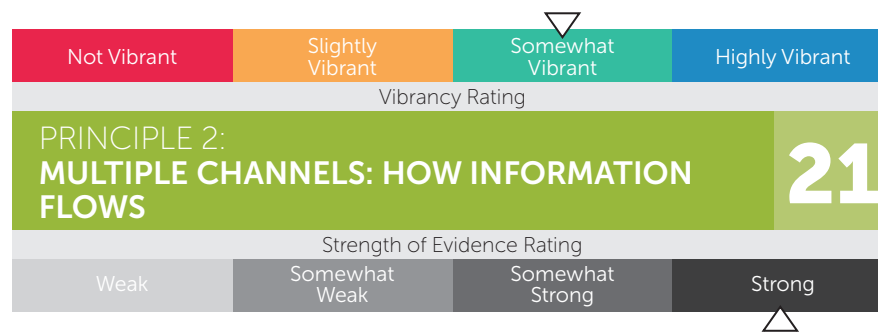 Not Vibrant
Slightly
Vibrant
Somewhat
Vibrant
Highly Vibrant
Vibrancy Rating
PRINCIPLE 2:
MULTIPLE CHANNELS: HOW INFORMATION
FLOWS
21
Strength of Evidence Rating
Weak
Somewhat
Weak
Somewhat
Strong
Strong